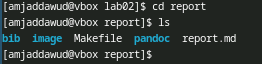 [amjaddawud@vbox lab02]$ cd report
[amjaddawud@vbox report]$ ls
bib  image  Makefile  pandoc  report.md
[amjaddawud@vbox report]$